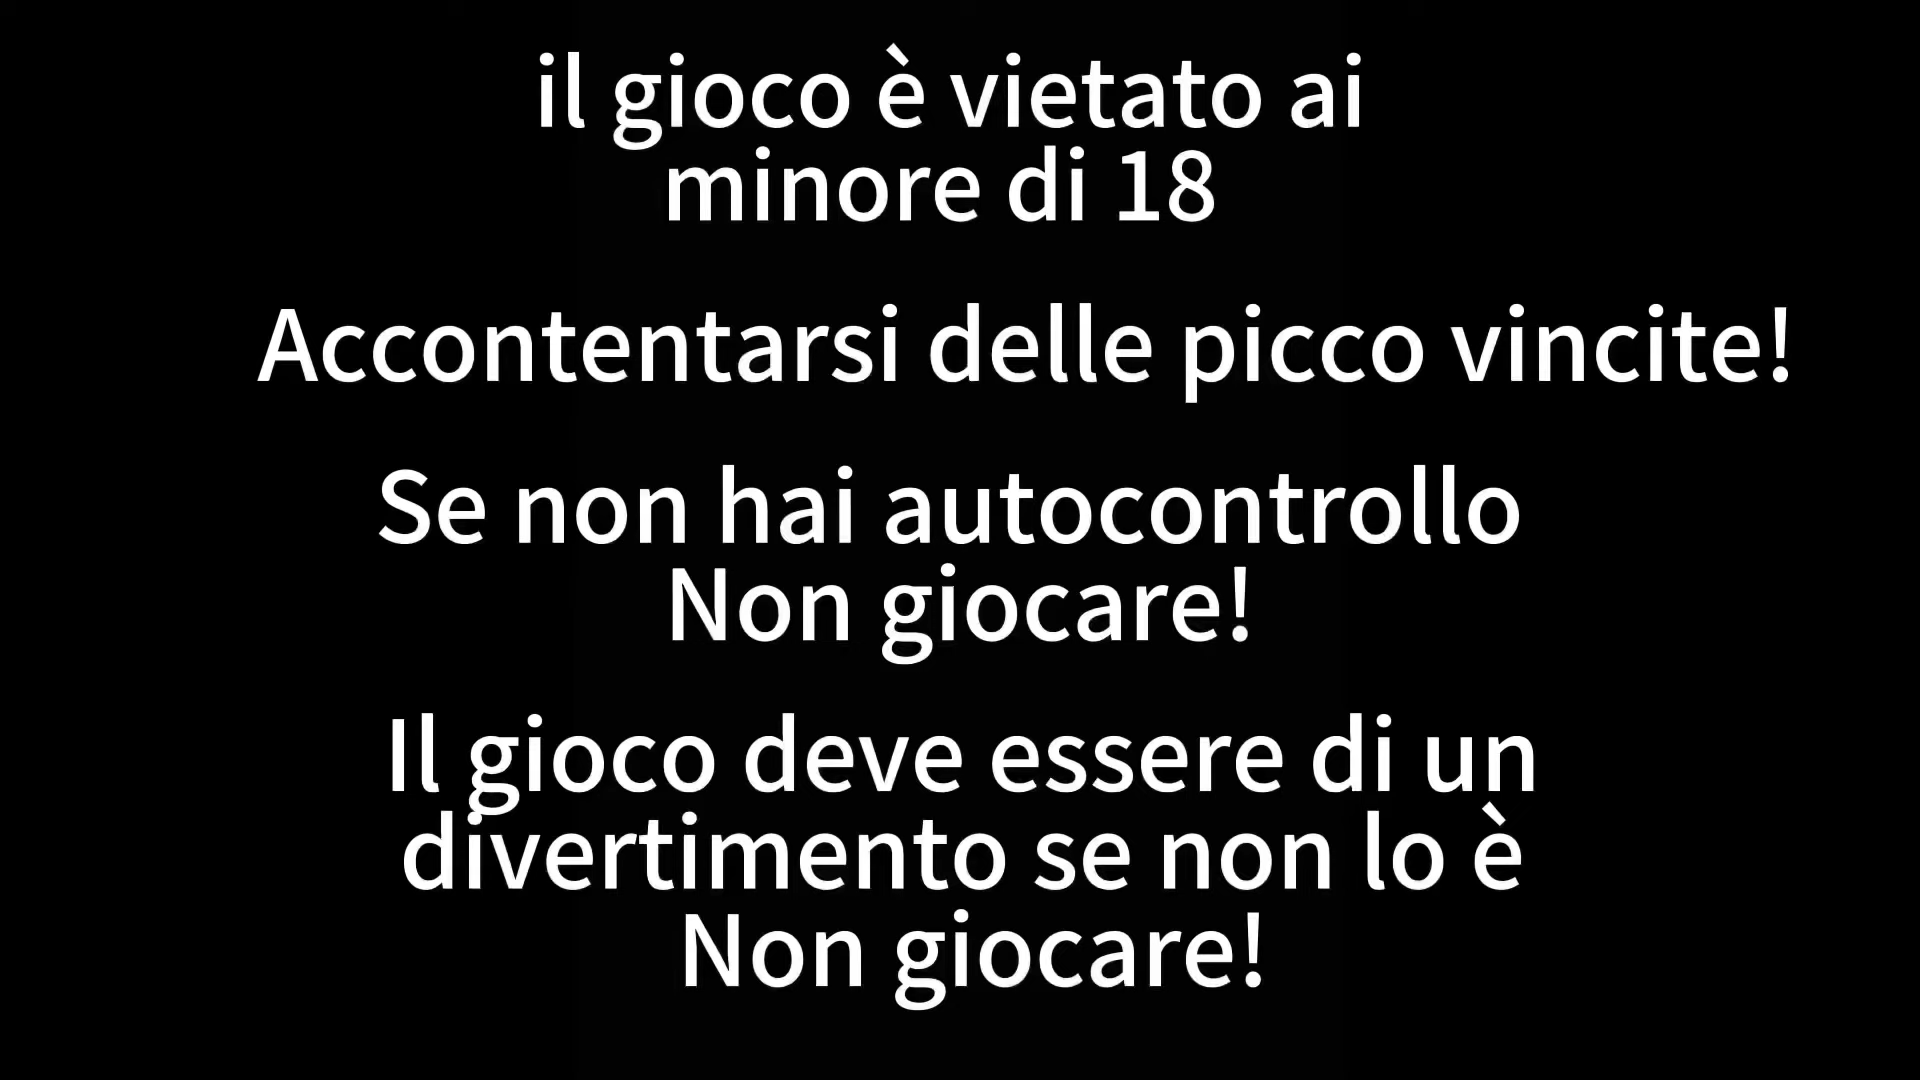 il gioco è vietato ai
minore di 18
Accontentarsi delle picco vincite!
Se non hai autocontrollo
Non giocare!
Il gioco deve essere di un
divertimento se non lo è
Non giocare!